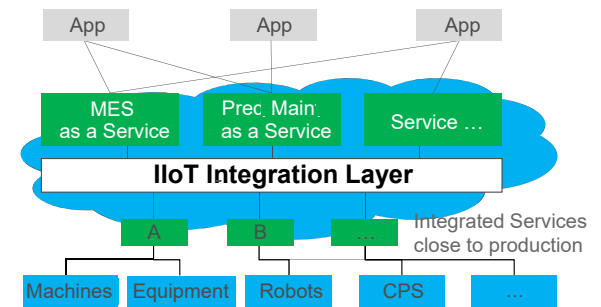 App App App
MES
as a Service
Pred. Maint.
as a Service
Service ...
IIoT Integration Layer
A B ...
Integrated Services
close to production
Machines Equipment Robots CPS ...